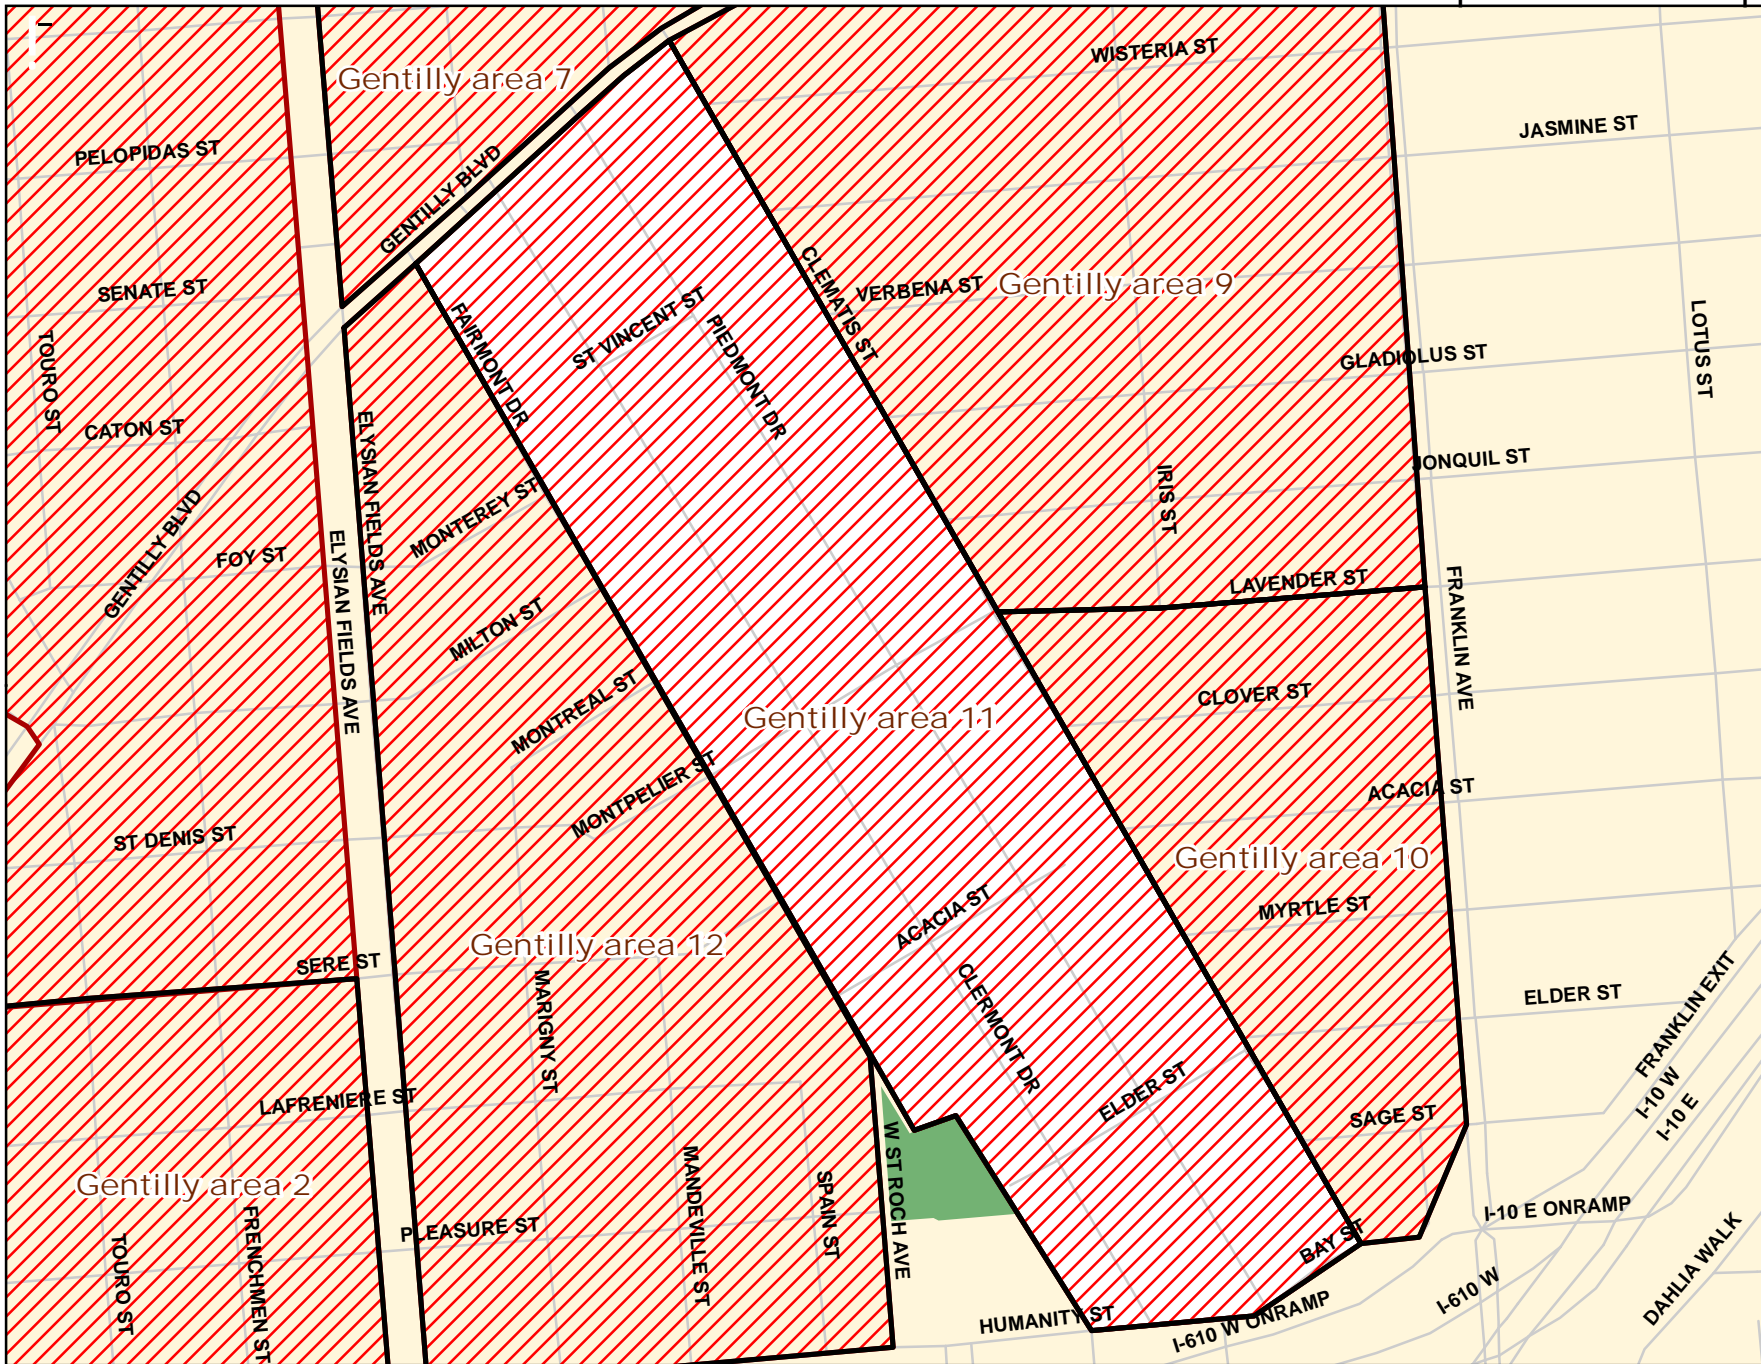 WISTERIA ST
Gentilly area 7
JASMINE ST
PELOPIDAS ST
GENTILLY BLVD
SENATE ST
VERBENA ST
Gentilly area 9
CLEMATIS ST
FAIRMONT DR
ST VINCENT ST
PIEDMONT DR
LOTUS ST
TOURO ST
GLADIOLUS ST
CATON ST
ELYSIAN FIELDS AVE
JONQUIL ST
IRIS ST
MONTEREY ST
GENTILLY BLVD
FOY ST
ELYSIAN FIELDS AVE
LAVENDER ST
FRANKLIN AVE
MILTON ST
MONTREAL ST
CLOVER ST
Gentilly area 11
MONTPELIER ST
ACACIA ST
ST DENIS ST
Gentilly area 10
ACACIA ST
MYRTLE ST
Gentilly area 12
SERE ST
MARIGNY ST
CLERMONT DR
ELDER ST
FRANKLIN EXIT
I-10 W
I-10 E
LAFRENIERE ST
ELDER ST
SAGE ST
W ST ROCH AVE
Gentilly area 2
MANDEVILLE ST
SPAIN ST
I-10 E ONRAMP
FRENCHMEN ST
TOURO ST
PLEASURE ST
BAY ST
DAHLIA WALK
I-610 W
HUMANITY ST
I-610 W ONRAMP